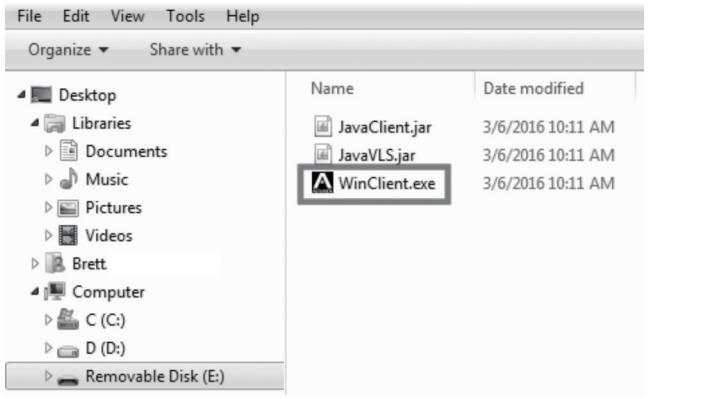 File Edit View Tools Help
Organize Share with
Name Date modified
Desktop
Libraries
Documents
Music
Pictures
Videos
Brett
Computer
C (C:)
D (D:)
Removable Disk (E:)
JavaClient.jar 3/6/2016 10:11 AM
JavaVLS.jar 3/6/2016 10:11 AM
WinClient.exe 3/6/2016 10:11 AM